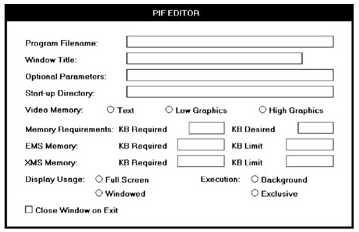 PIF EDITOR
Program Filename:
Window Title:
Optional Parameters:
Start-up Directory:
Video Memory: Text Low Graphics High Graphics
Memory Requirements: KB Required KB Desired
EMS Memory: KB Required KB Limit
XMS Memory: KB Required KB Limit
Display Usage: Full Screen Execution: Background
Windowed Exclusive
Close Window on Exit